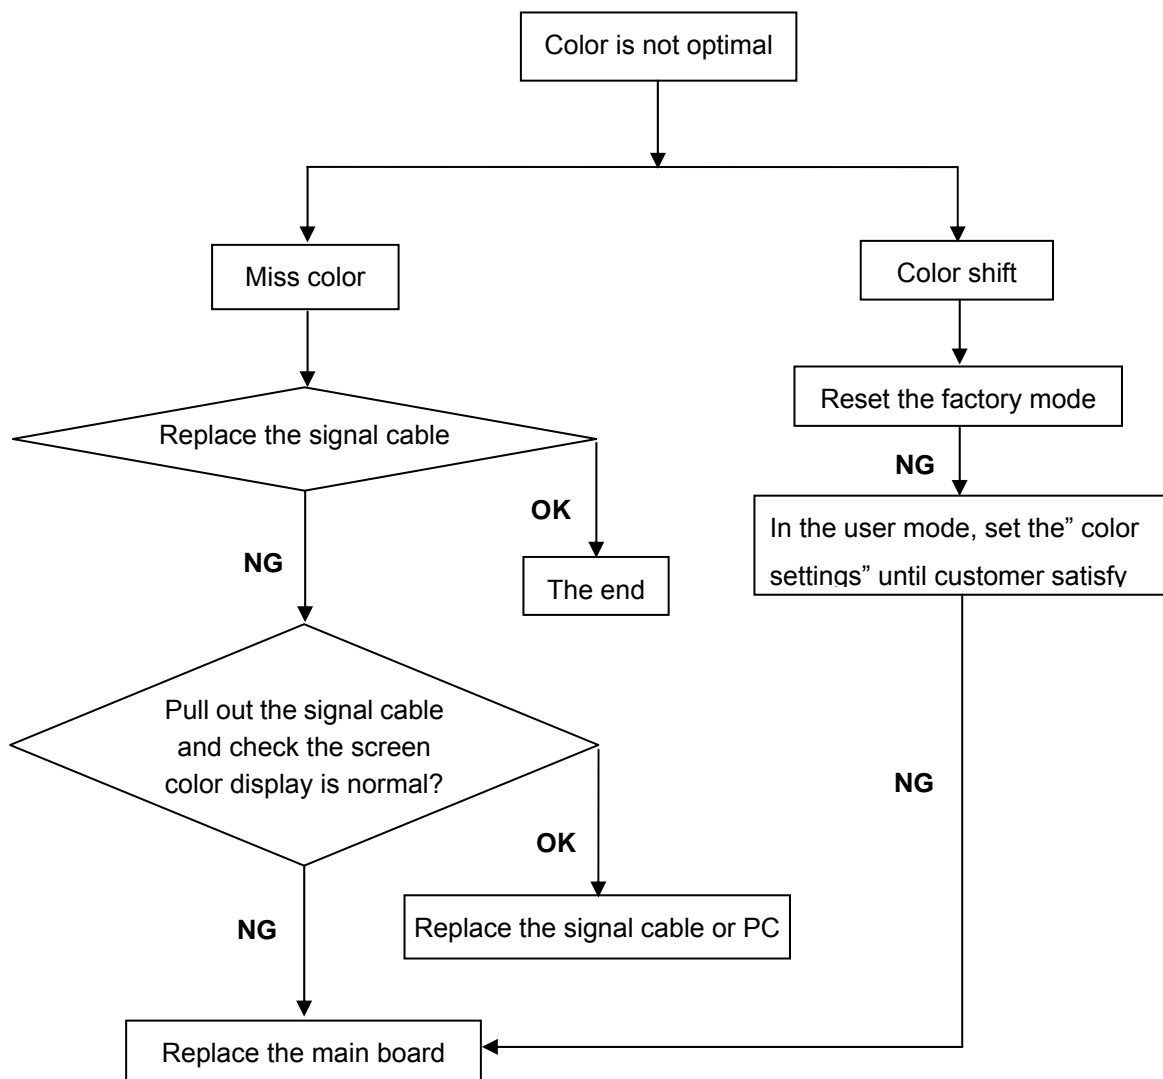 Color is not optimal
Miss color
Color shift
Replace the signal cable
Reset the factory mode
NG
OK
In the user mode, set the” color
settings” until customer satisfy
NG
The end
Pull out the signal cable
and check the screen
color display is normal?
NG
OK
Replace the signal cable or PC
NG
Replace the main board